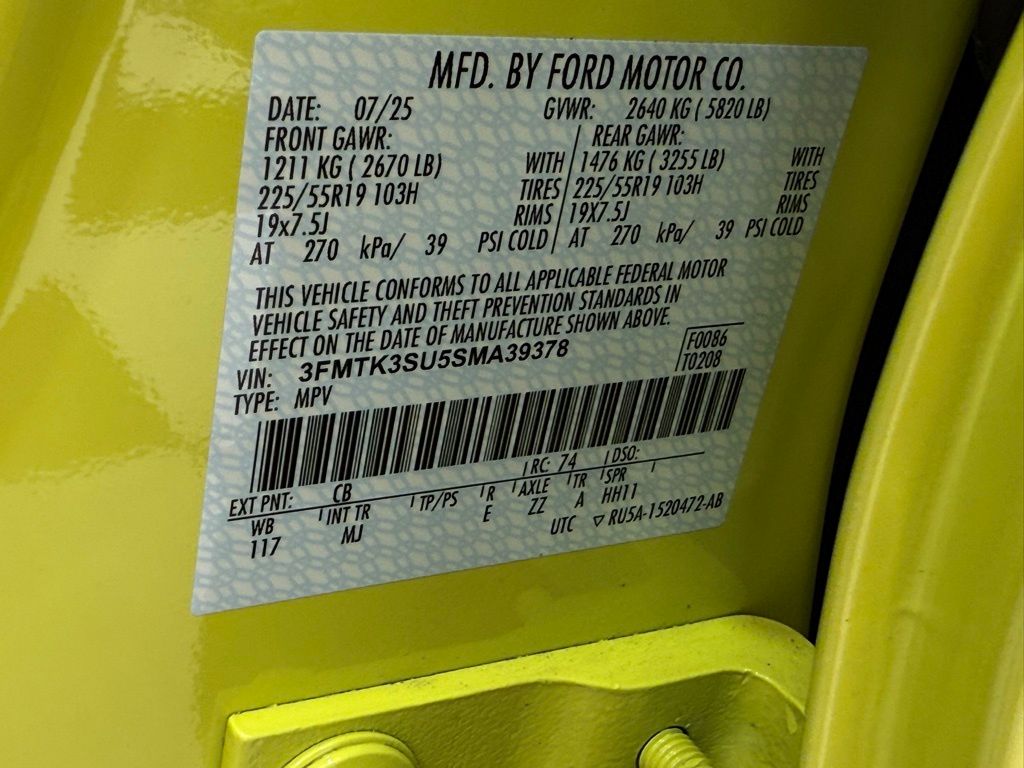 MFD. BY FORD MOTOR CO.
DATE: 07/25 GVWR: 2640 KG ( 5820 LB)
FRONT GAWR: REAR GAWR:
1211 KG ( 2670 LB) WITH 1476 KG ( 3255 LB) WITH
225/55R19 103H TIRES 225/55R19 103H TIRES
19x7.5J RIMS 19X7.5J RIMS
AT 270 kPa/ 39 PSI COLD AT 270 kPa/ 39 PSI COLD
THIS VEHICLE CONFORMS TO ALL APPLICABLE FEDERAL MOTOR
VEHICLE SAFETY AND THEFT PREVENTION STANDARDS IN
EFFECT ON THE DATE OF MANUFACTURE SHOWN ABOVE.
VIN: 3FMTK3SU5SMA39378 F0086
TYPE: MPV T0208
EXT PNT: CB RC: 74 DSO:
WB INT TR TP/PS R AXLE TR SPR
117 MJ E ZZ A HH11
UTC ▽ RU5A-1520472-AB